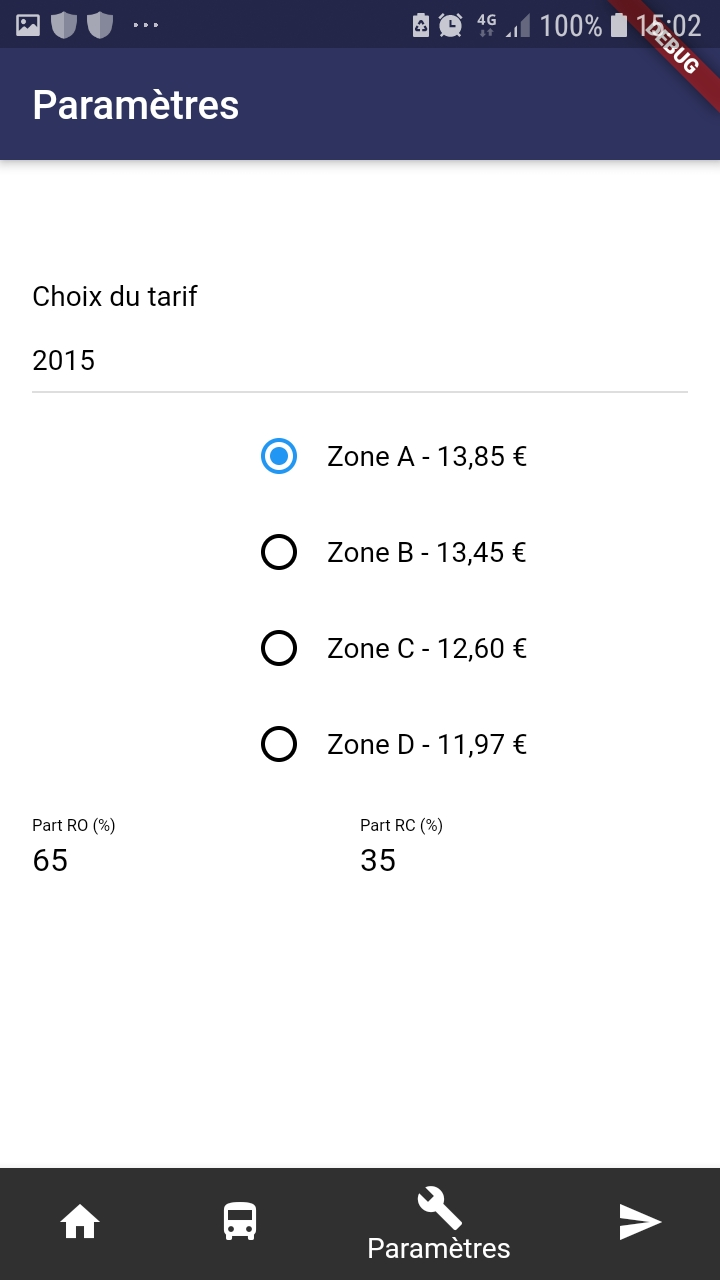 4G 100% 15:02
DEBUG
Paramètres
Choix du tarif
2015
Zone A - 13,85 €
Zone B - 13,45 €
Zone C - 12,60 €
Zone D - 11,97 €
Part RO (%) Part RC (%)
65 35
Paramètres